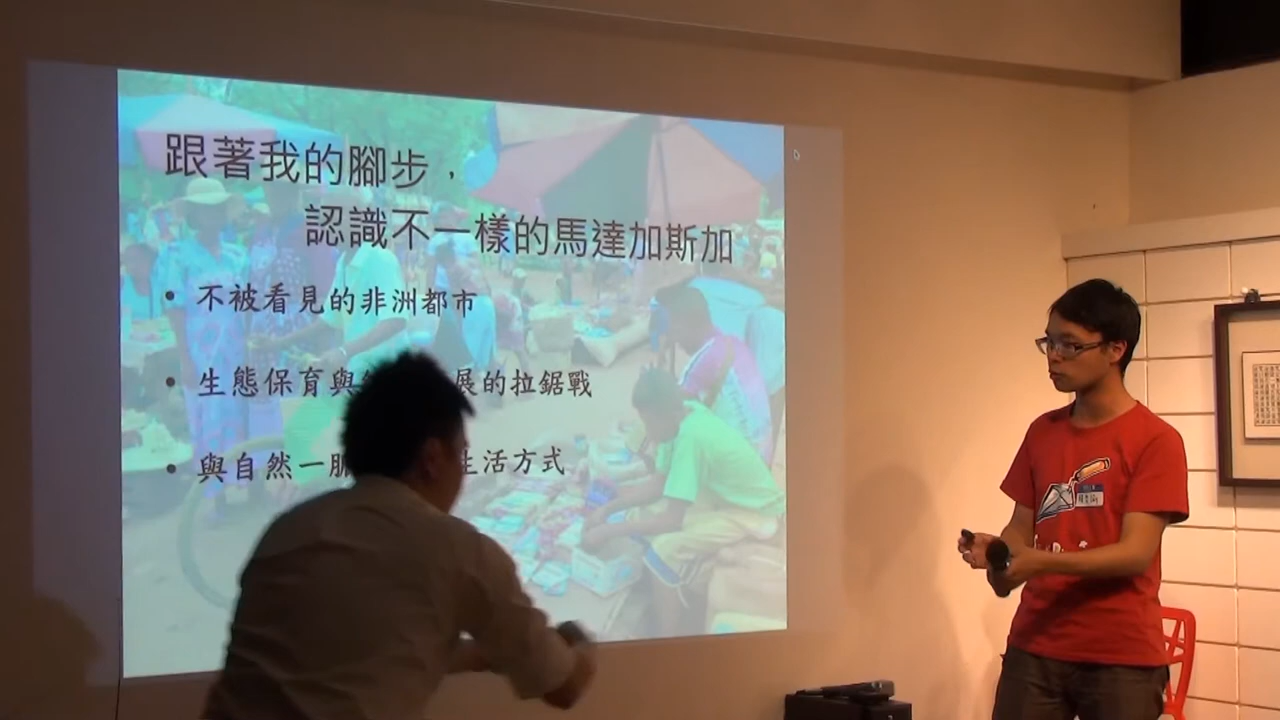 跟著我的腳步，
認識不一樣的馬達加斯加
• 不被看見的非洲都市
• 生態保育與 展的拉鋸戰
• 與自然一脈 生活方式